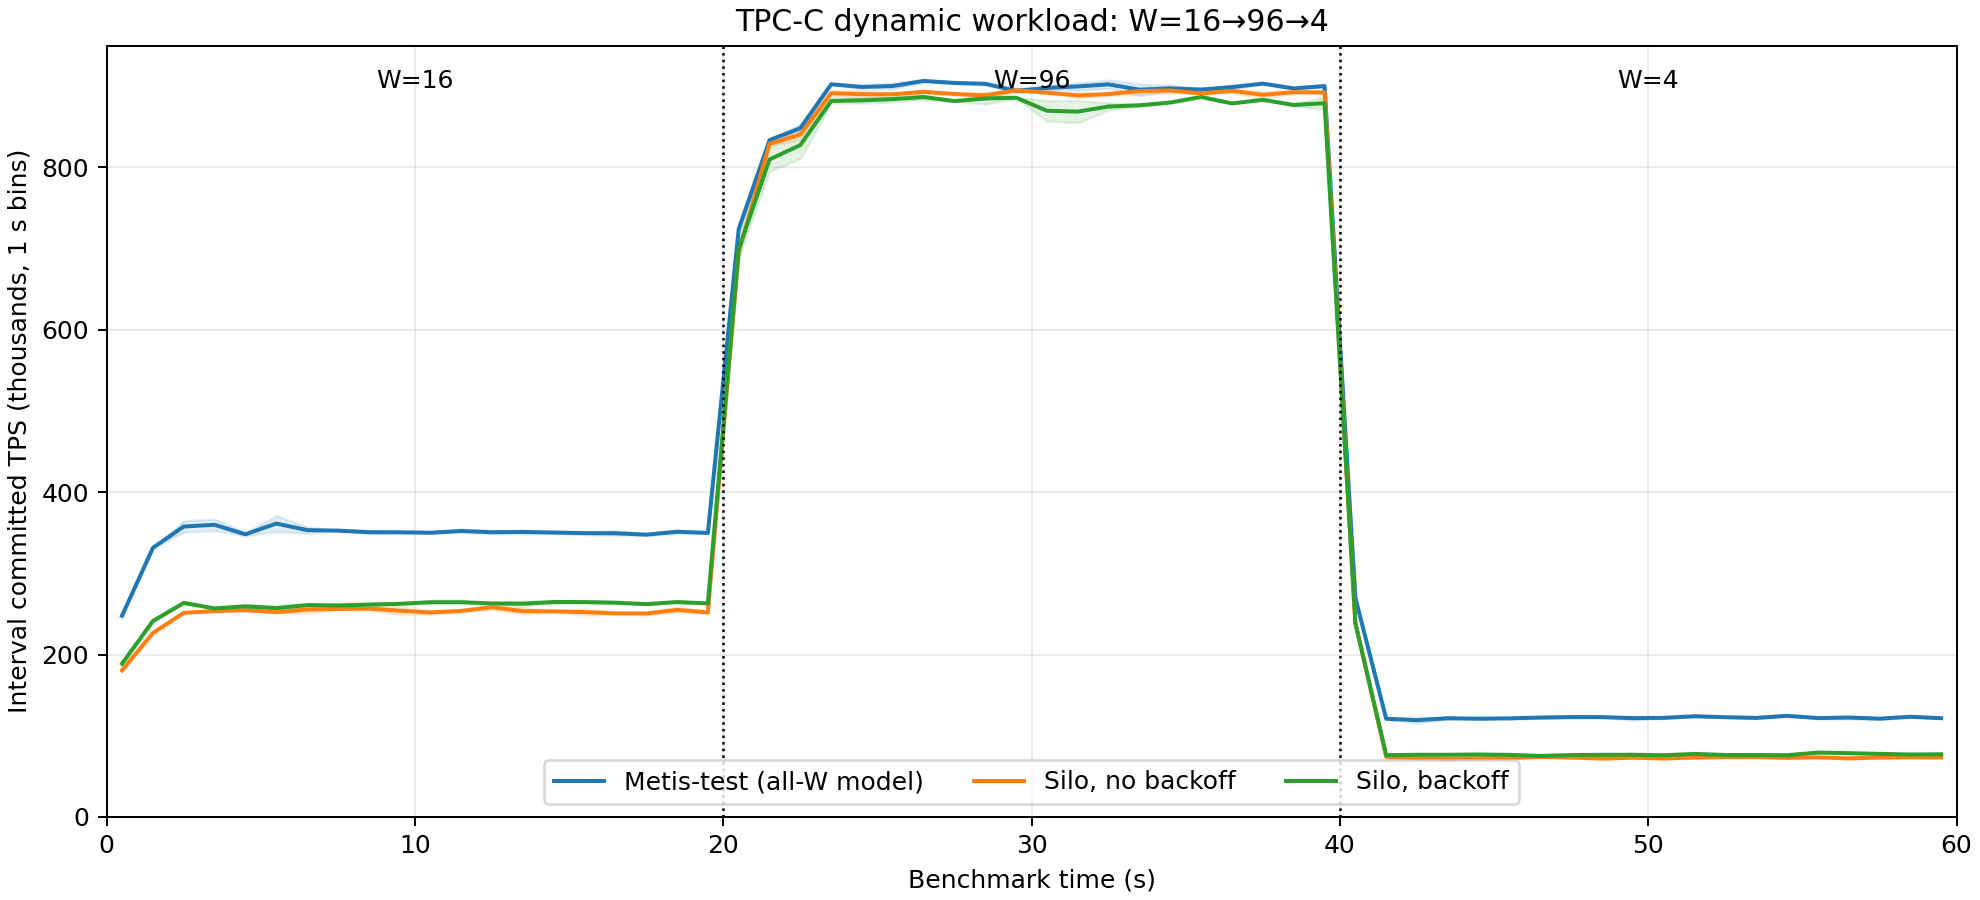 TPC-C dynamic workload: W=16→96→4
W=16
W=96
W=4
Interval committed TPS (thousands, 1 s bins)
800
600
400
200
0
Metis-test (all-W model)
Silo, no backoff
Silo, backoff
0
10
20
30
40
50
60
Benchmark time (s)